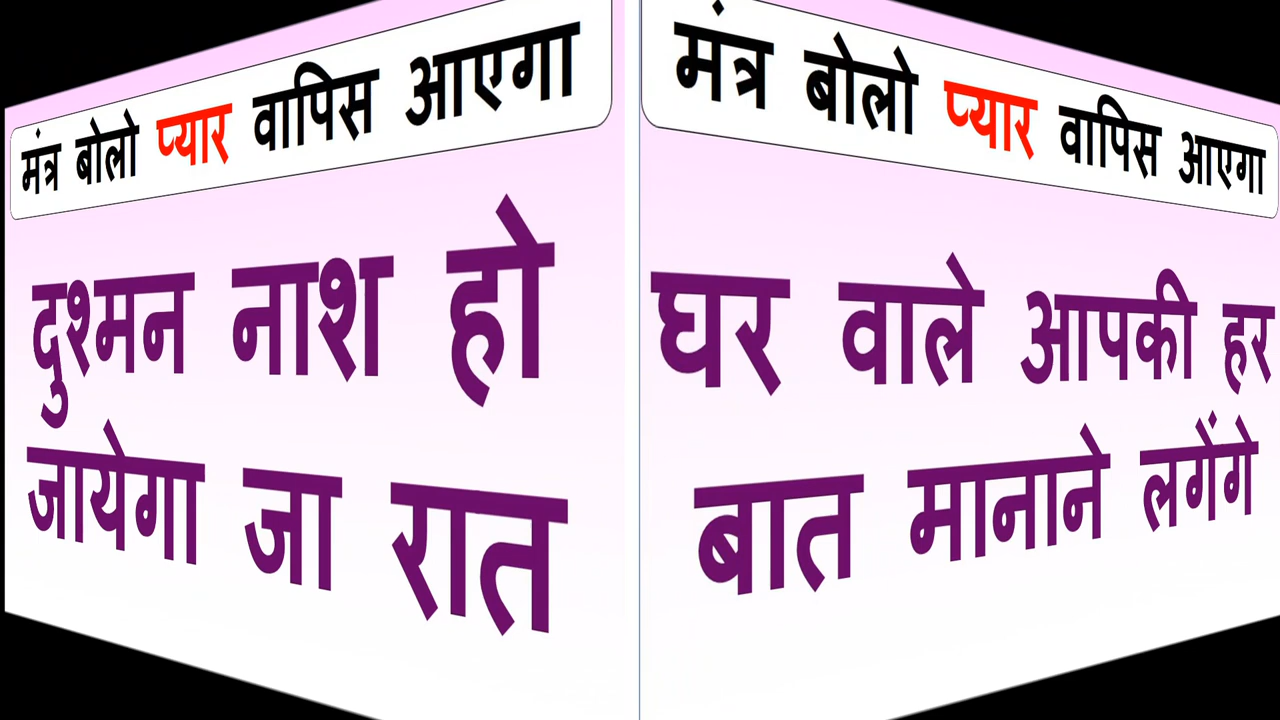 मंत्र बोलो प्यार वापिस आएगा
दुश्मन नाश हो
जायेगा जा रात
मंत्र बोलो प्यार वापिस आएगा
घर वाले आपकी हर
बात मानाने लगेंगे